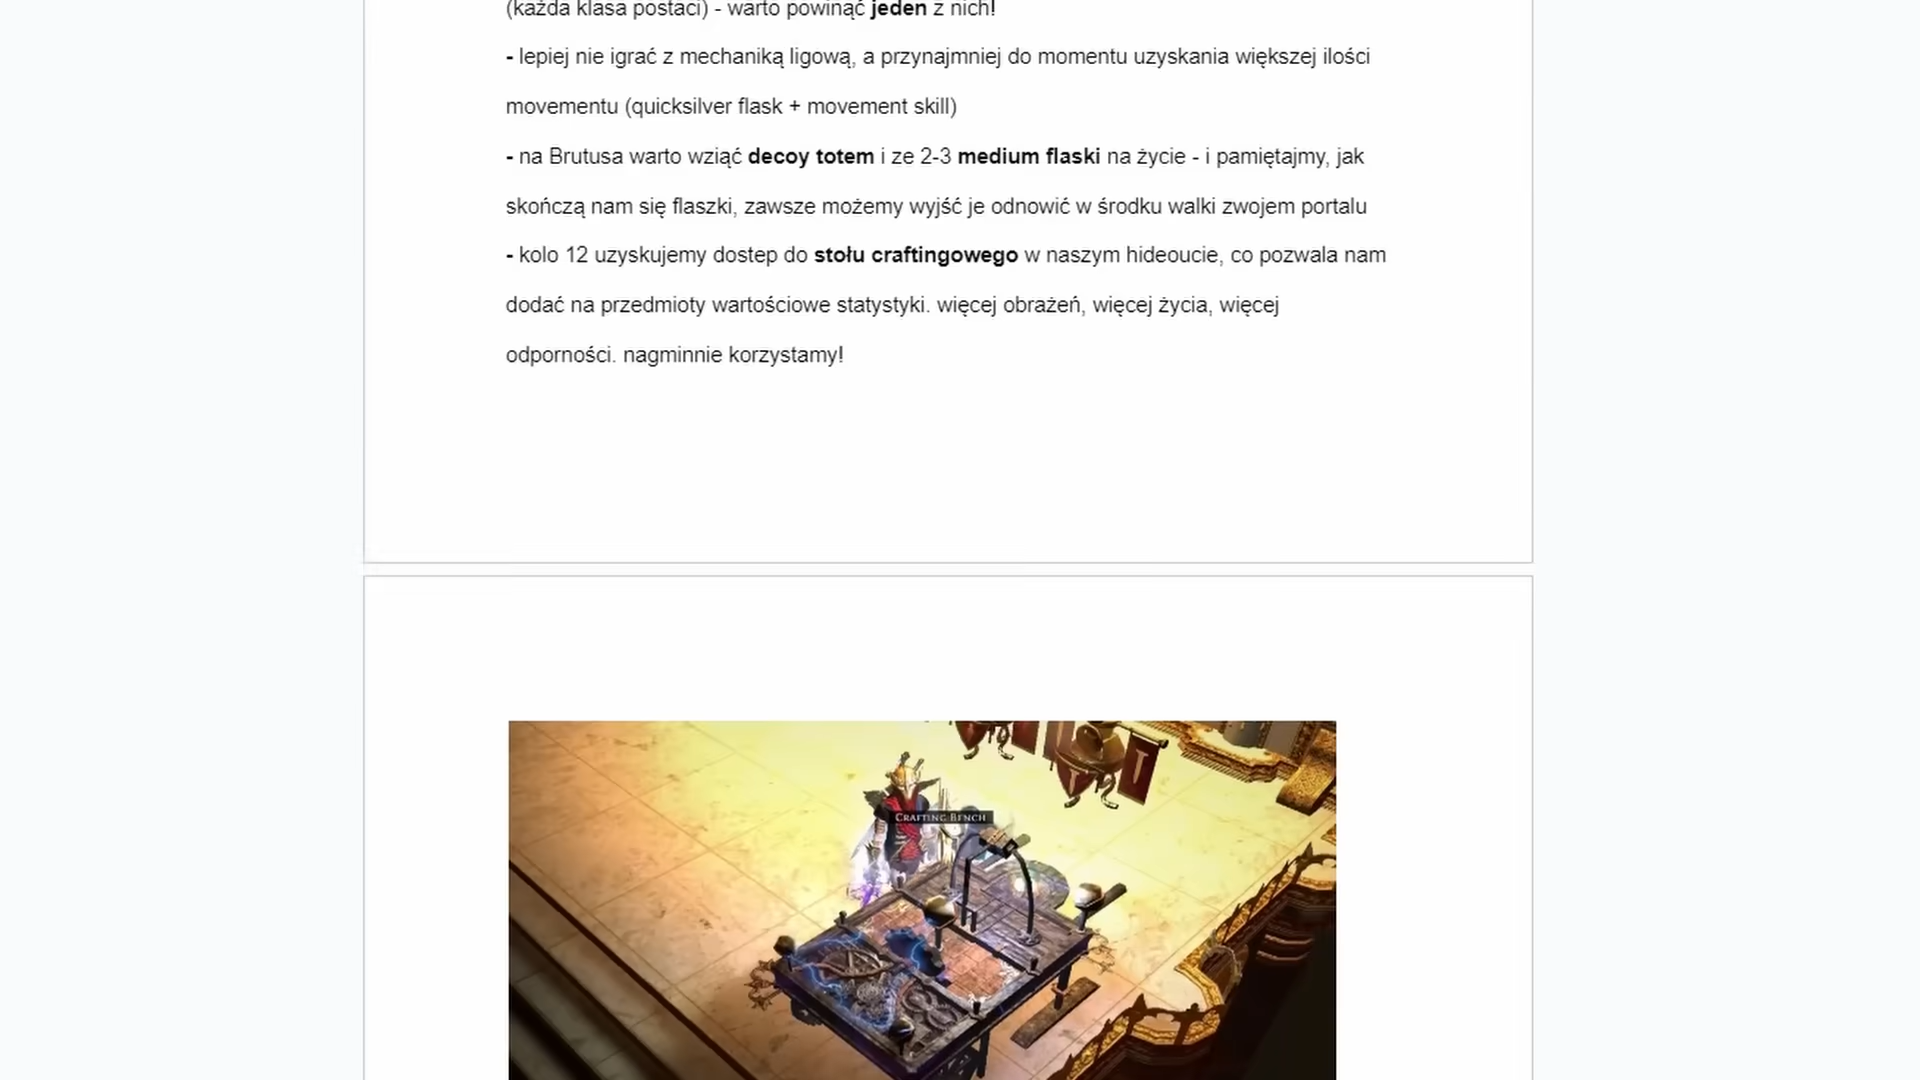 (każda klasa postaci) - warto powinąć jeden z nich!
- lepiej nie igrać z mechaniką ligową, a przynajmniej do momentu uzyskania większej ilości
movementu (quicksilver flask + movement skill)
- na Brutusa warto wziąć decoy totem i ze 2-3 medium flaski na życie - i pamiętajmy, jak
skończą nam się flaszki, zawsze możemy wyjść je odnowić w środku walki zwojem portalu
- kolo 12 uzyskujemy dostep do stołu craftingowego w naszym hideoucie, co pozwala nam
dodać na przedmioty wartościowe statystyki. więcej obrażeń, więcej życia, więcej
odporności. nagminnie korzystamy!
CRAFTING BENCH